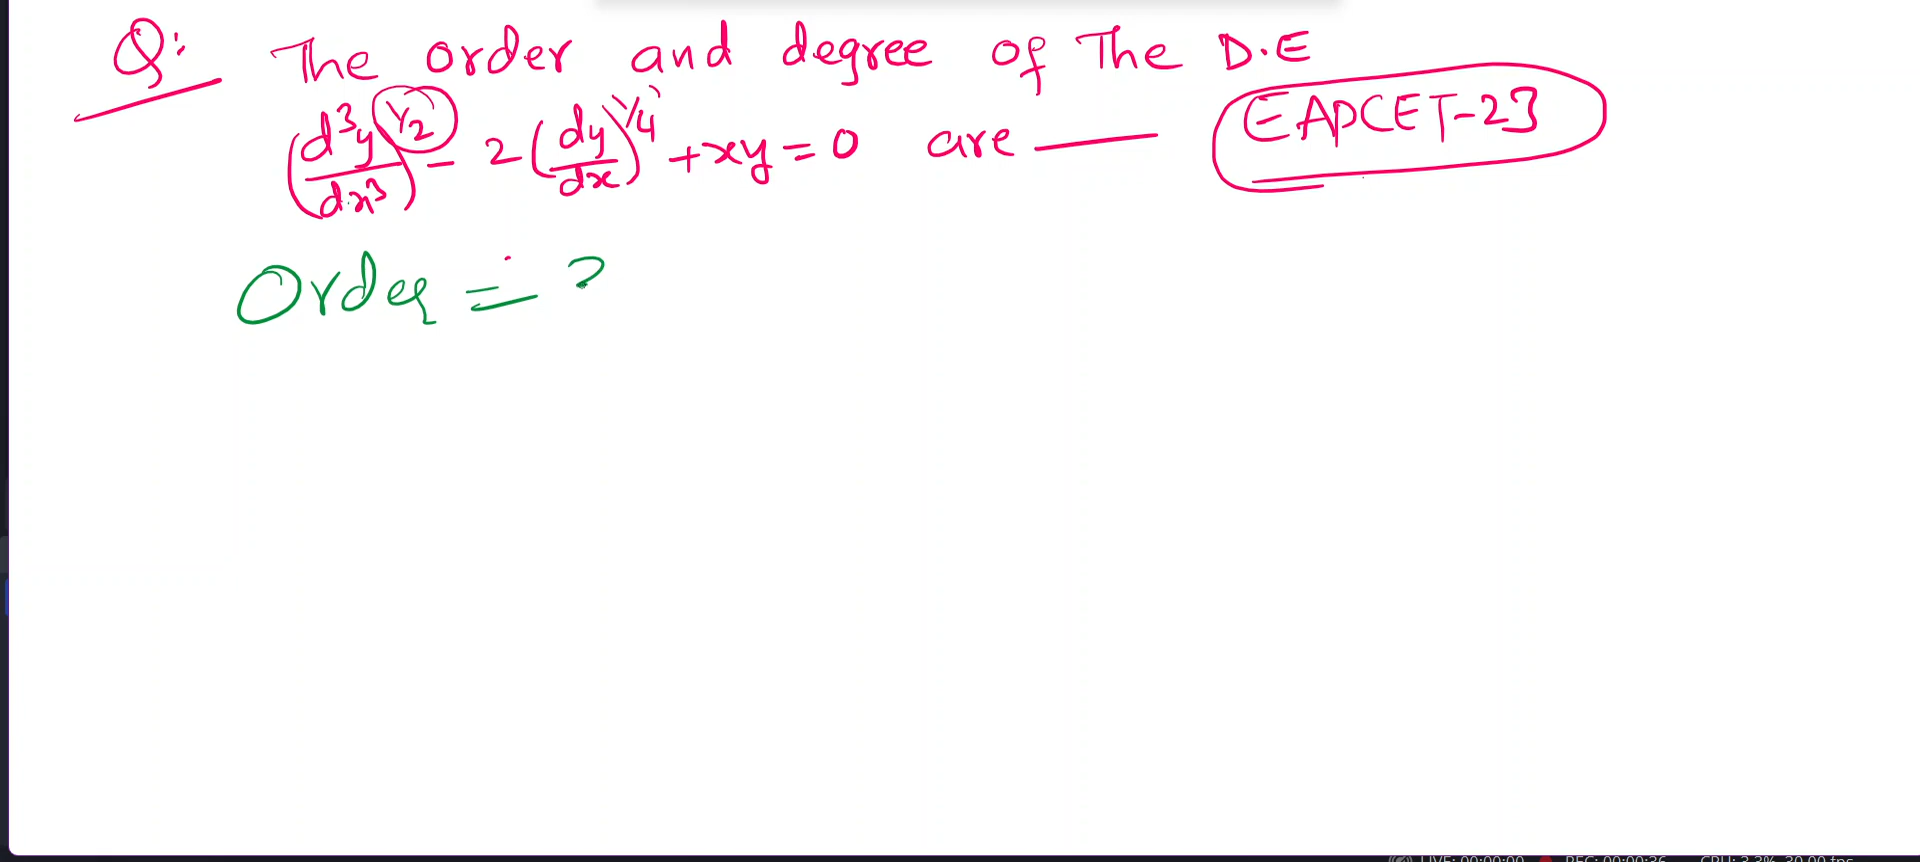 Q: The order and degree of The D.E
(d³y/dx³)^1/2 - 2(dy/dx)^1/4 + xy = 0 are ——— EAPCET-23
Order = ?